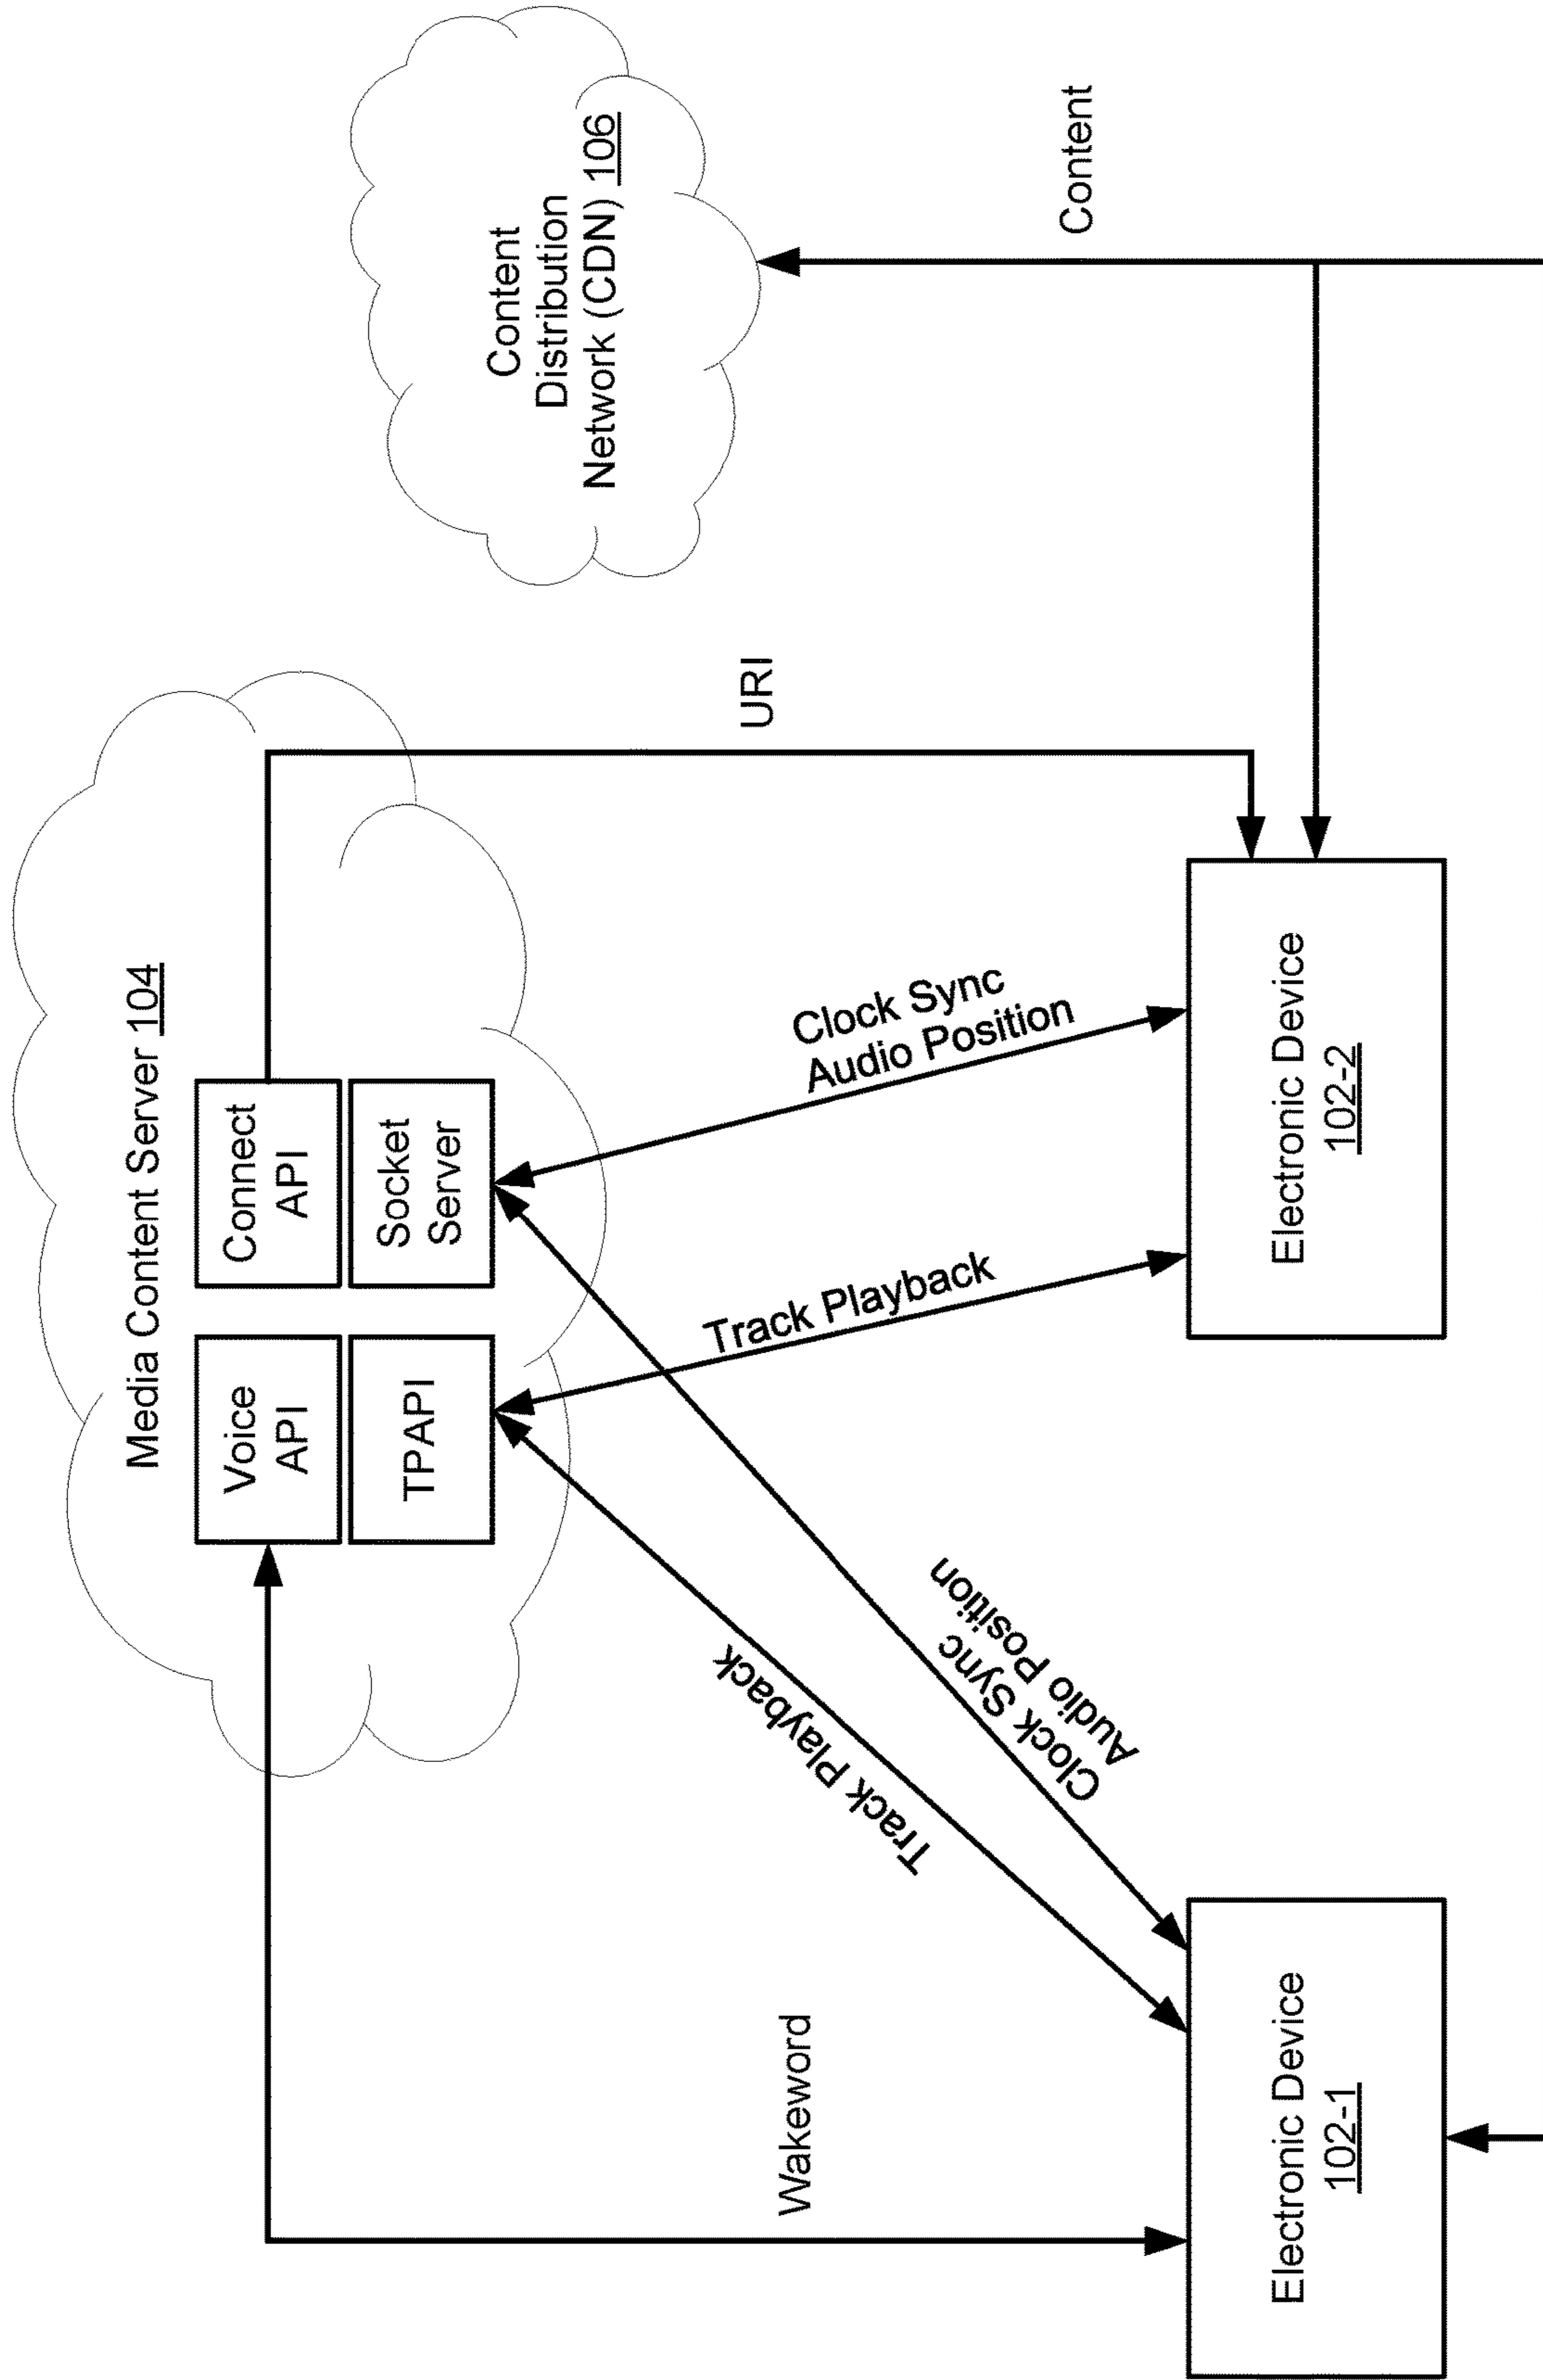 Media Content Server 104
Voice
API
Connect
API
TPAPI
Socket
Server
Content
Distribution
Network (CDN) 106
Wakeword
Track Playback
Clock Sync
Audio Position
Track Playback
Clock Sync
Audio Position
URI
Content
Electronic Device
102-1
Electronic Device
102-2